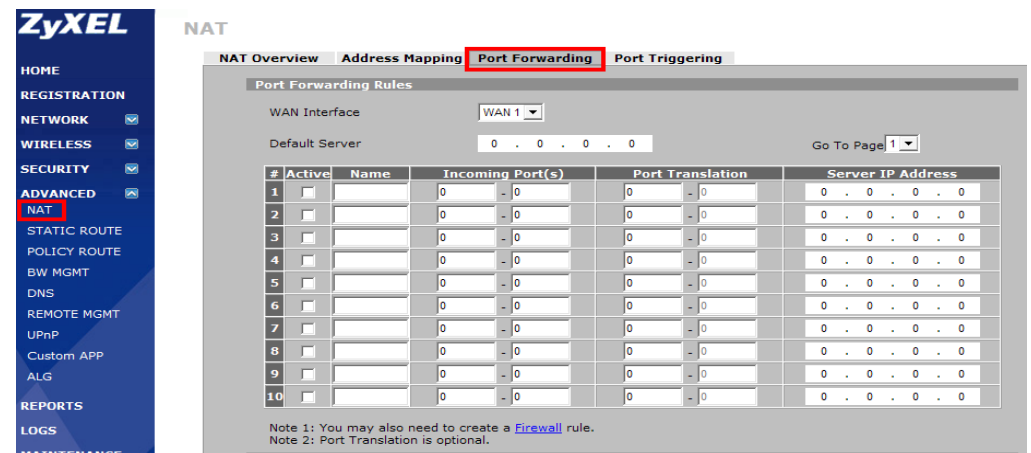 ZyXEL
NAT
HOME
REGISTRATION
NETWORK
WIRELESS
SECURITY
ADVANCED
NAT
STATIC ROUTE
POLICY ROUTE
BW MGMT
DNS
REMOTE MGMT
UPnP
Custom APP
ALG
REPORTS
LOGS
MAINTENANCE
NAT Overview Address Mapping Port Forwarding Port Triggering
Port Forwarding Rules
WAN Interface WAN 1
Default Server 0 . 0 . 0 . 0 Go To Page 1
# Active Name Incoming Port(s) Port Translation Server IP Address
1 0 - 0 0 - 0 0 . 0 . 0 . 0
2 0 - 0 0 - 0 0 . 0 . 0 . 0
3 0 - 0 0 - 0 0 . 0 . 0 . 0
4 0 - 0 0 - 0 0 . 0 . 0 . 0
5 0 - 0 0 - 0 0 . 0 . 0 . 0
6 0 - 0 0 - 0 0 . 0 . 0 . 0
7 0 - 0 0 - 0 0 . 0 . 0 . 0
8 0 - 0 0 - 0 0 . 0 . 0 . 0
9 0 - 0 0 - 0 0 . 0 . 0 . 0
10 0 - 0 0 - 0 0 . 0 . 0 . 0
Note 1: You may also need to create a Firewall rule.
Note 2: Port Translation is optional.